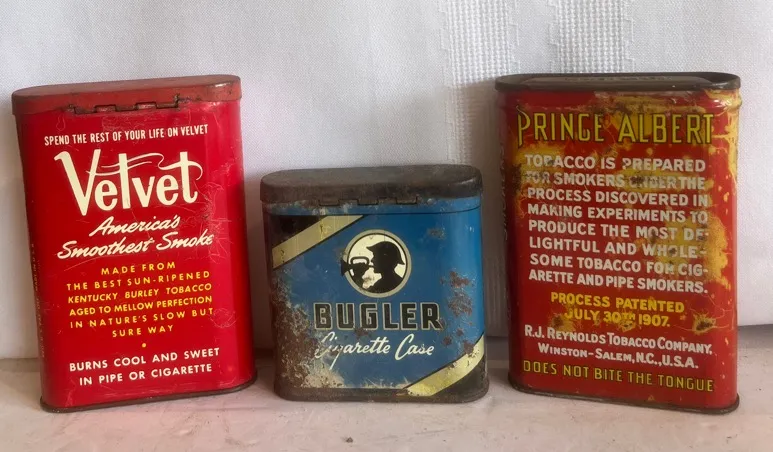 SPEND THE REST OF YOUR LIFE ON VELVET
Velvet
America's
Smoothest Smoke
MADE FROM
THE BEST SUN-RIPENED
KENTUCKY BURLEY TOBACCO
AGED TO MELLOW PERFECTION
IN NATURE'S SLOW BUT
SURE WAY
BURNS COOL AND SWEET
IN PIPE OR CIGARETTE
BUGLER
Cigarette Case
PRINCE ALBERT
TOBACCO IS PREPARED
FOR SMOKERS UNDER THE
PROCESS DISCOVERED IN
MAKING EXPERIMENTS TO
PRODUCE THE MOST DE-
LIGHTFUL AND WHOLE-
SOME TOBACCO FOR CIG-
ARETTE AND PIPE SMOKERS.
PROCESS PATENTED
JULY 30TH 1907.
R.J. REYNOLDS TOBACCO COMPANY,
WINSTON-SALEM, N.C., U.S.A.
DOES NOT BITE THE TONGUE